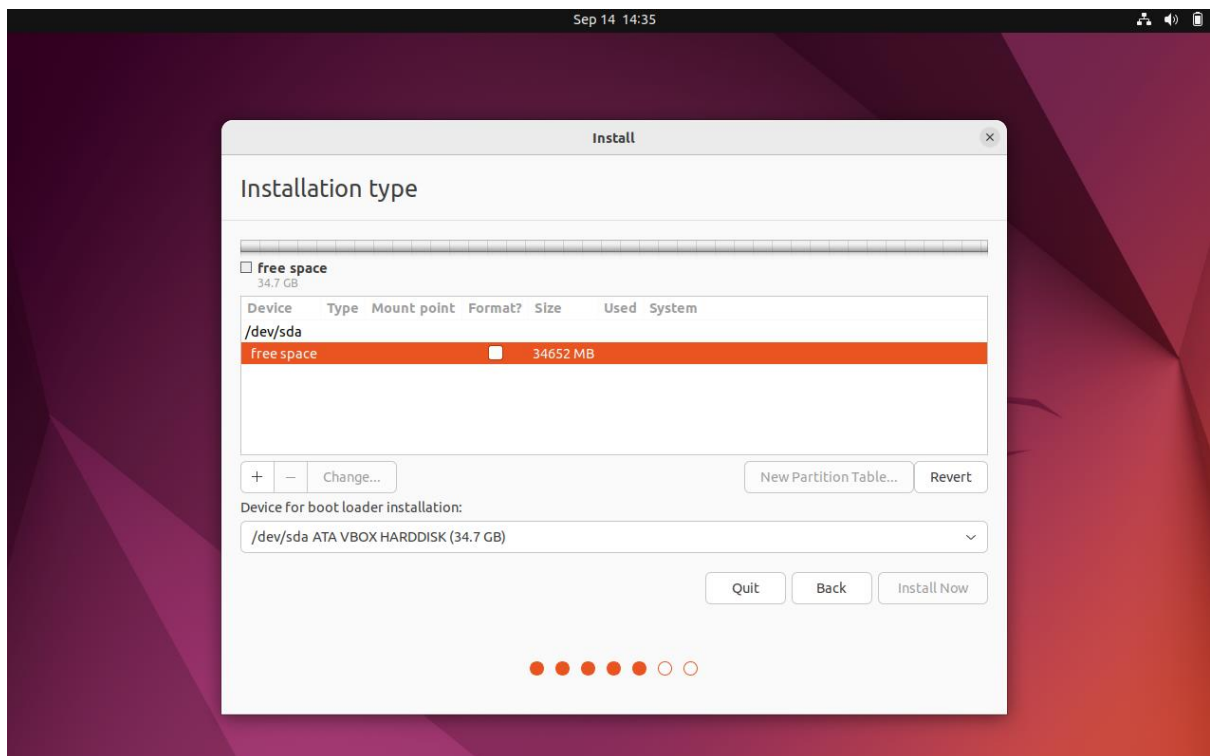 Sep 14 14:35
Install
Installation type
free space
34.7 GB
Device Type Mount point Format? Size Used System
/dev/sda
free space 34652 MB
+ − Change... New Partition Table... Revert
Device for boot loader installation:
/dev/sda ATA VBOX HARDDISK (34.7 GB)
Quit Back Install Now